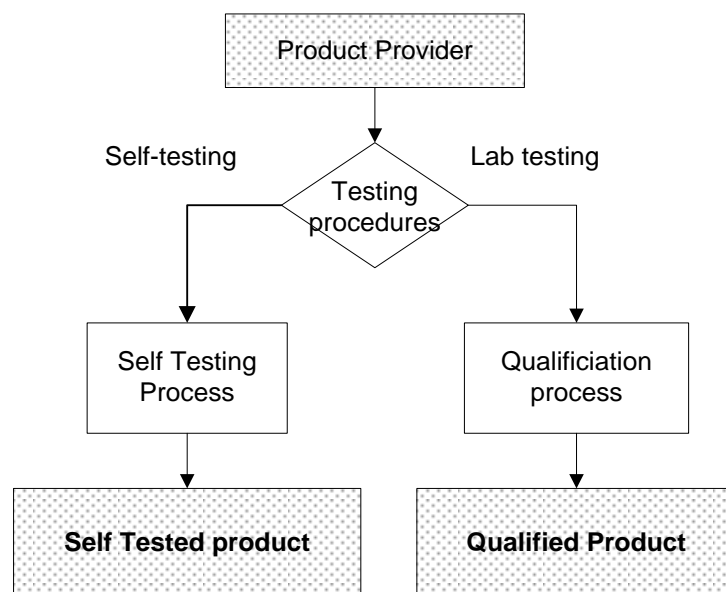 Product Provider
Self-testing
Lab testing
Testing
procedures
Self Testing
Process
Qualificiation
process
Self Tested product
Qualified Product